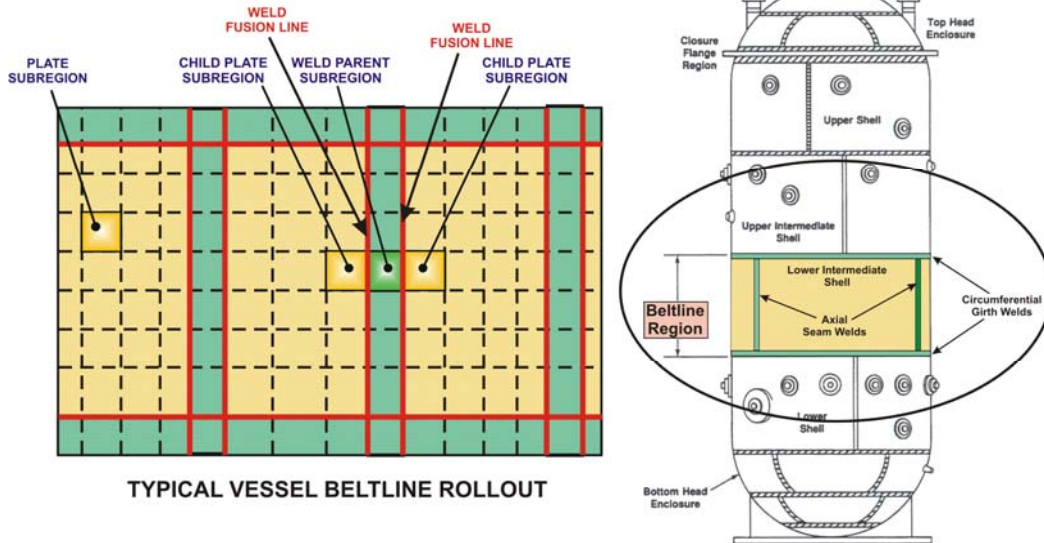 WELD
FUSION LINE
WELD
FUSION LINE
PLATE
SUBREGION
CHILD PLATE
SUBREGION
WELD PARENT
SUBREGION
CHILD PLATE
SUBREGION
TYPICAL VESSEL BELTLINE ROLLOUT
Top Head
Enclosure
Closure
Flange
Region
Upper Shell
Upper Intermediate
Shell
Lower Intermediate
Shell
Beltline
Region
Axial
Seam Welds
Circumferential
Girth Welds
Lower
Shell
Bottom Head
Enclosure